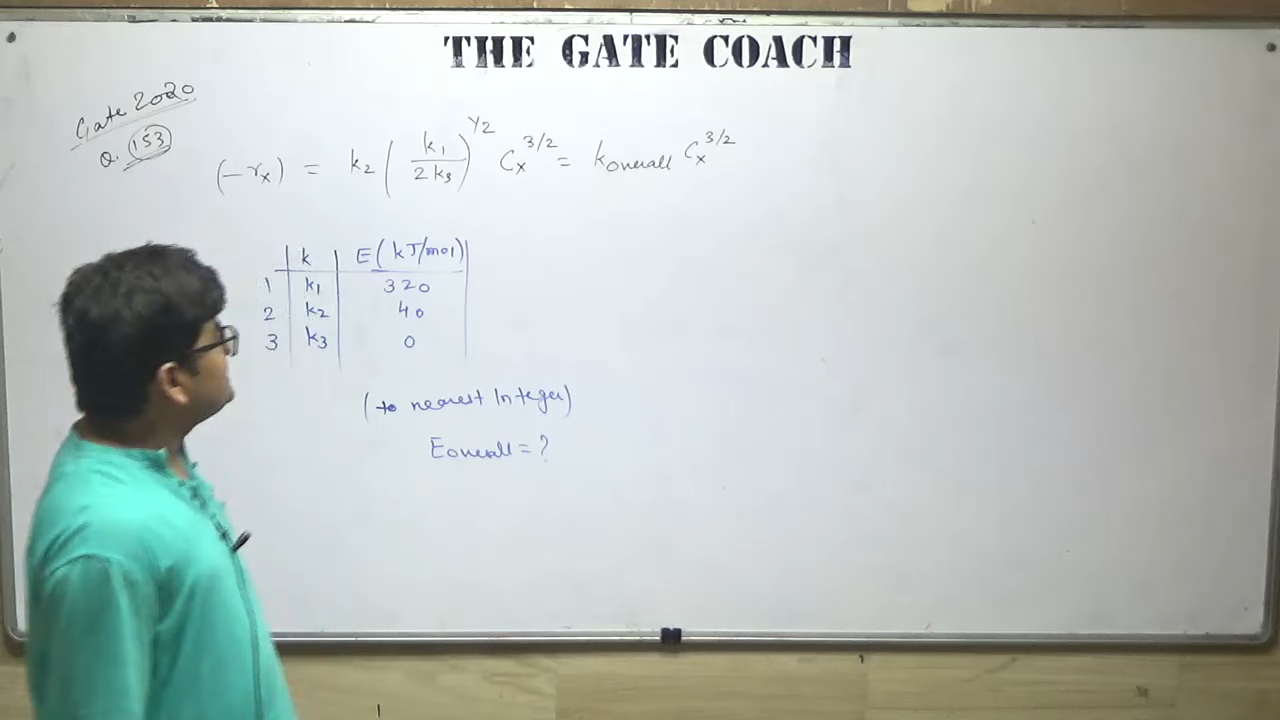 THE GATE COACH
Gate 2020
Q. 153
(-rₓ) = k₂ (k₁ / 2k₃)^1/2 Cₓ^3/2 = koverall Cₓ^3/2
k E(kJ/mol)
1 k₁ 320
2 k₂ 40
3 k₃ 0
(to nearest Integer)
Eoverall = ?